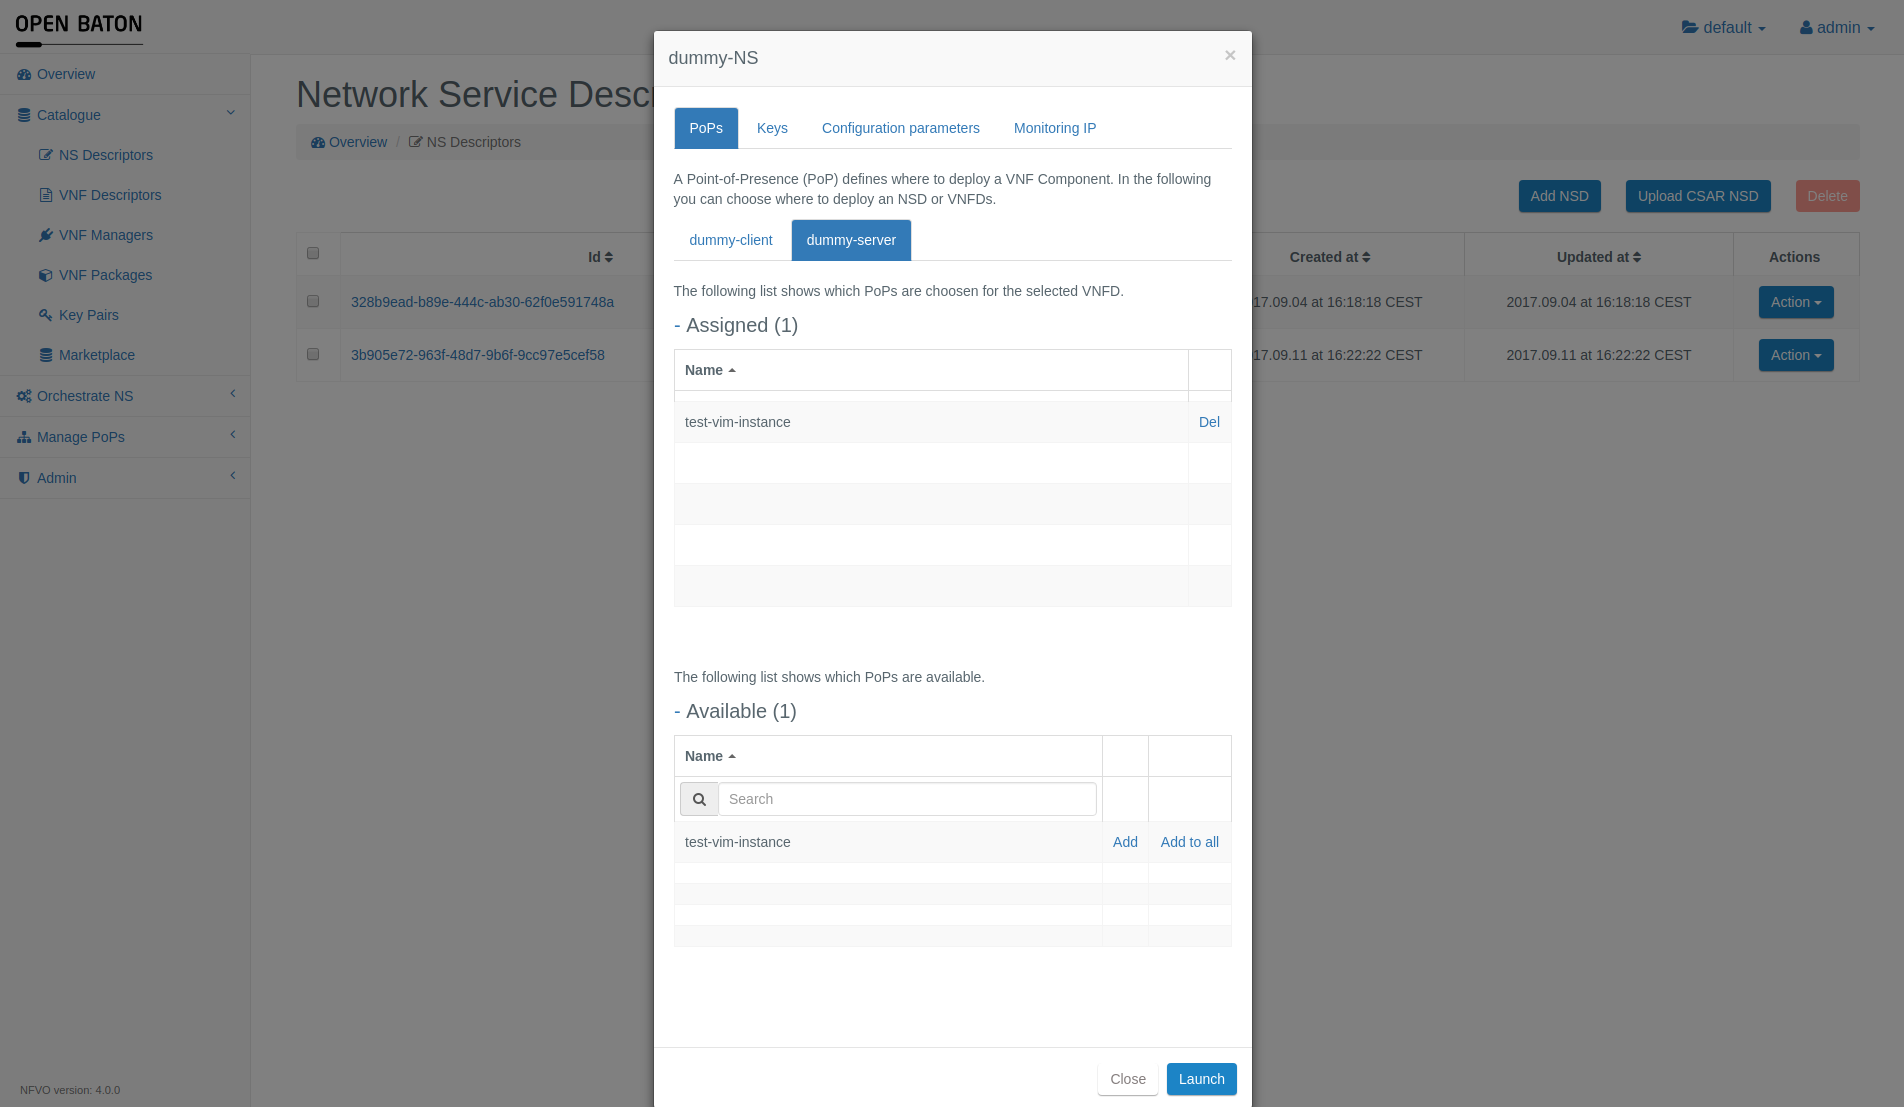 OPEN BATON
default
admin
Overview
Catalogue
NS Descriptors
VNF Descriptors
VNF Managers
VNF Packages
Key Pairs
Marketplace
Orchestrate NS
Manage PoPs
Admin
NFVO version: 4.0.0
Network Service Descr
Overview / NS Descriptors
Add NSD Upload CSAR NSD Delete
Id Created at Updated at Actions
328b9ead-b89e-444c-ab30-62f0e591748a 17.09.04 at 16:18:18 CEST 2017.09.04 at 16:18:18 CEST Action
3b905e72-963f-48d7-9b6f-9cc97e5cef58 17.09.11 at 16:22:22 CEST 2017.09.11 at 16:22:22 CEST Action
dummy-NS ×
PoPs Keys Configuration parameters Monitoring IP
A Point-of-Presence (PoP) defines where to deploy a VNF Component. In the following
you can choose where to deploy an NSD or VNFDs.
dummy-client dummy-server
The following list shows which PoPs are choosen for the selected VNFD.
- Assigned (1)
Name
test-vim-instance Del
The following list shows which PoPs are available.
- Available (1)
Name
Search
test-vim-instance Add Add to all
Close Launch